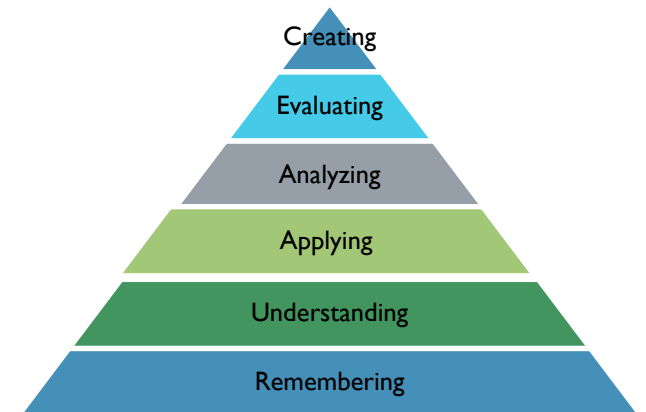 Creating
Evaluating
Analyzing
Applying
Understanding
Remembering